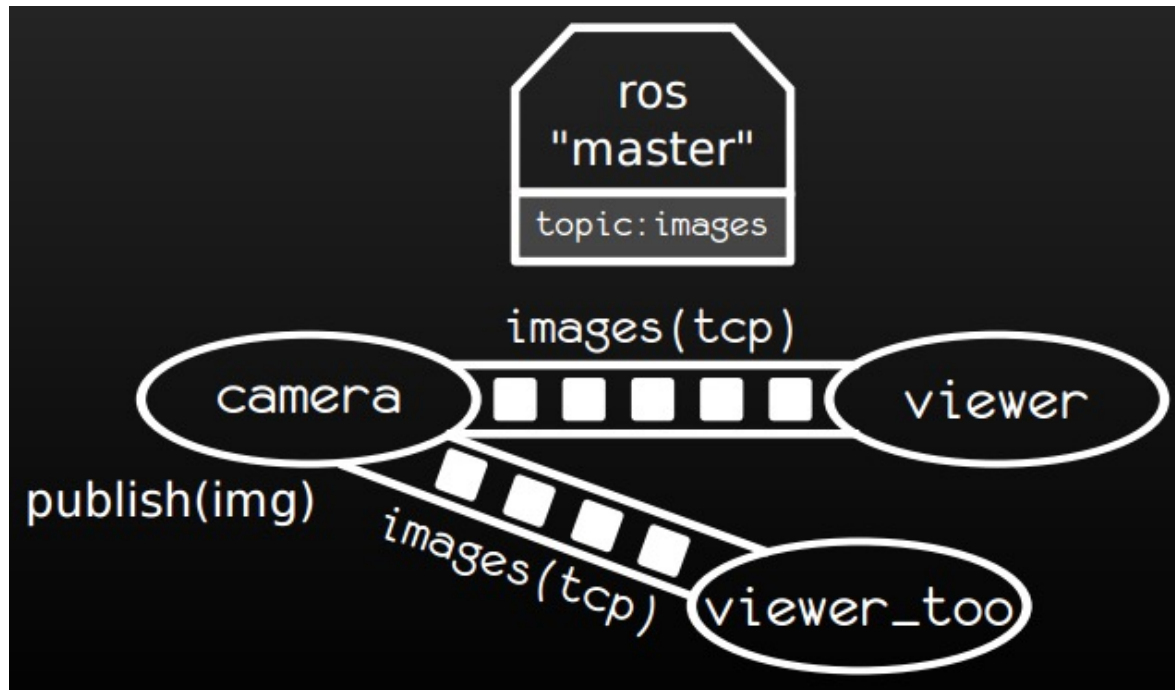 ros
"master"
topic:images
images(tcp)
camera
viewer
publish(img)
images(tcp)
viewer_too